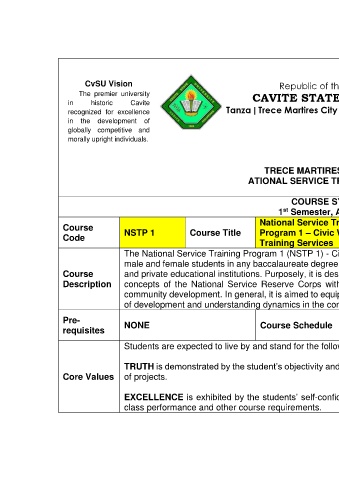 CvSU Vision
The premier university
in historic Cavite
recognized for excellence
in the development of
globally competitive and
morally upright individuals.
Republic of th
CAVITE STATE
Tanza | Trece Martires City
TRECE MARTIRES
ATIONAL SERVICE TR
COURSE SY
1st Semester, A
Course
Code
NSTP 1
Course Title
National Service Tra
Program 1 – Civic W
Training Services
Course
Description
The National Service Training Program 1 (NSTP 1) - Ci
male and female students in any baccalaureate degree
and private educational institutions. Purposely, it is des
concepts of the National Service Reserve Corps with
community development. In general, it is aimed to equip
of development and understanding dynamics in the con
Pre-
requisites
NONE
Course Schedule
Core Values
Students are expected to live by and stand for the follow
TRUTH is demonstrated by the student's objectivity and
of projects.
EXCELLENCE is exhibited by the students' self-confid
class performance and other course requirements.